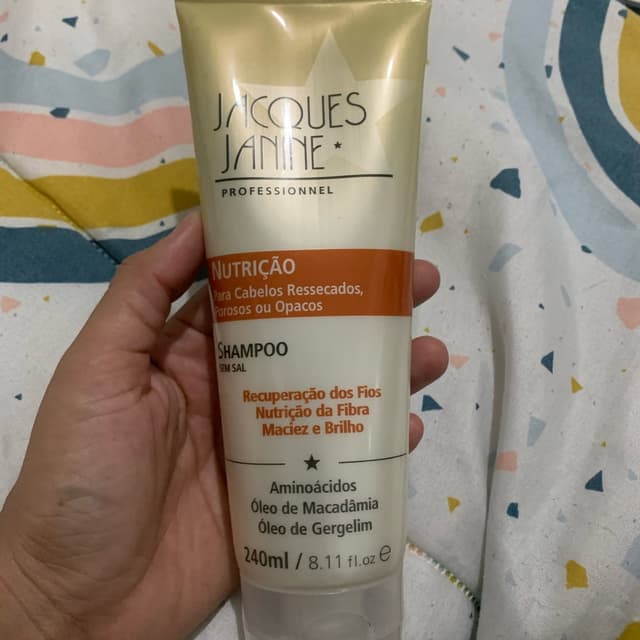 JACQUES
JANINE
PROFESSIONNEL
NUTRIÇÃO
Para Cabelos Ressecados,
Porosos ou Opacos
SHAMPOO
SEM SAL
Recuperação dos Fios
Nutrição da Fibra
Maciez e Brilho
Aminoácidos
Óleo de Macadâmia
Óleo de Gergelim
240ml / 8.11 fl.oz e